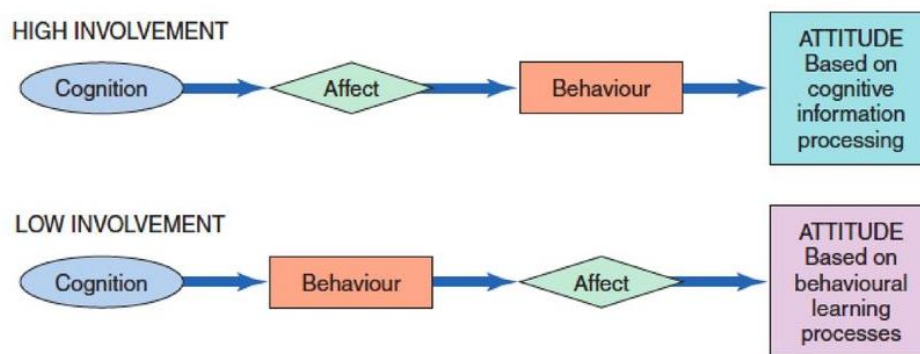 HIGH INVOLVEMENT
Cognition
Affect
Behaviour
ATTITUDE
Based on
cognitive
information
processing
LOW INVOLVEMENT
Cognition
Behaviour
Affect
ATTITUDE
Based on
behavioural
learning
processes